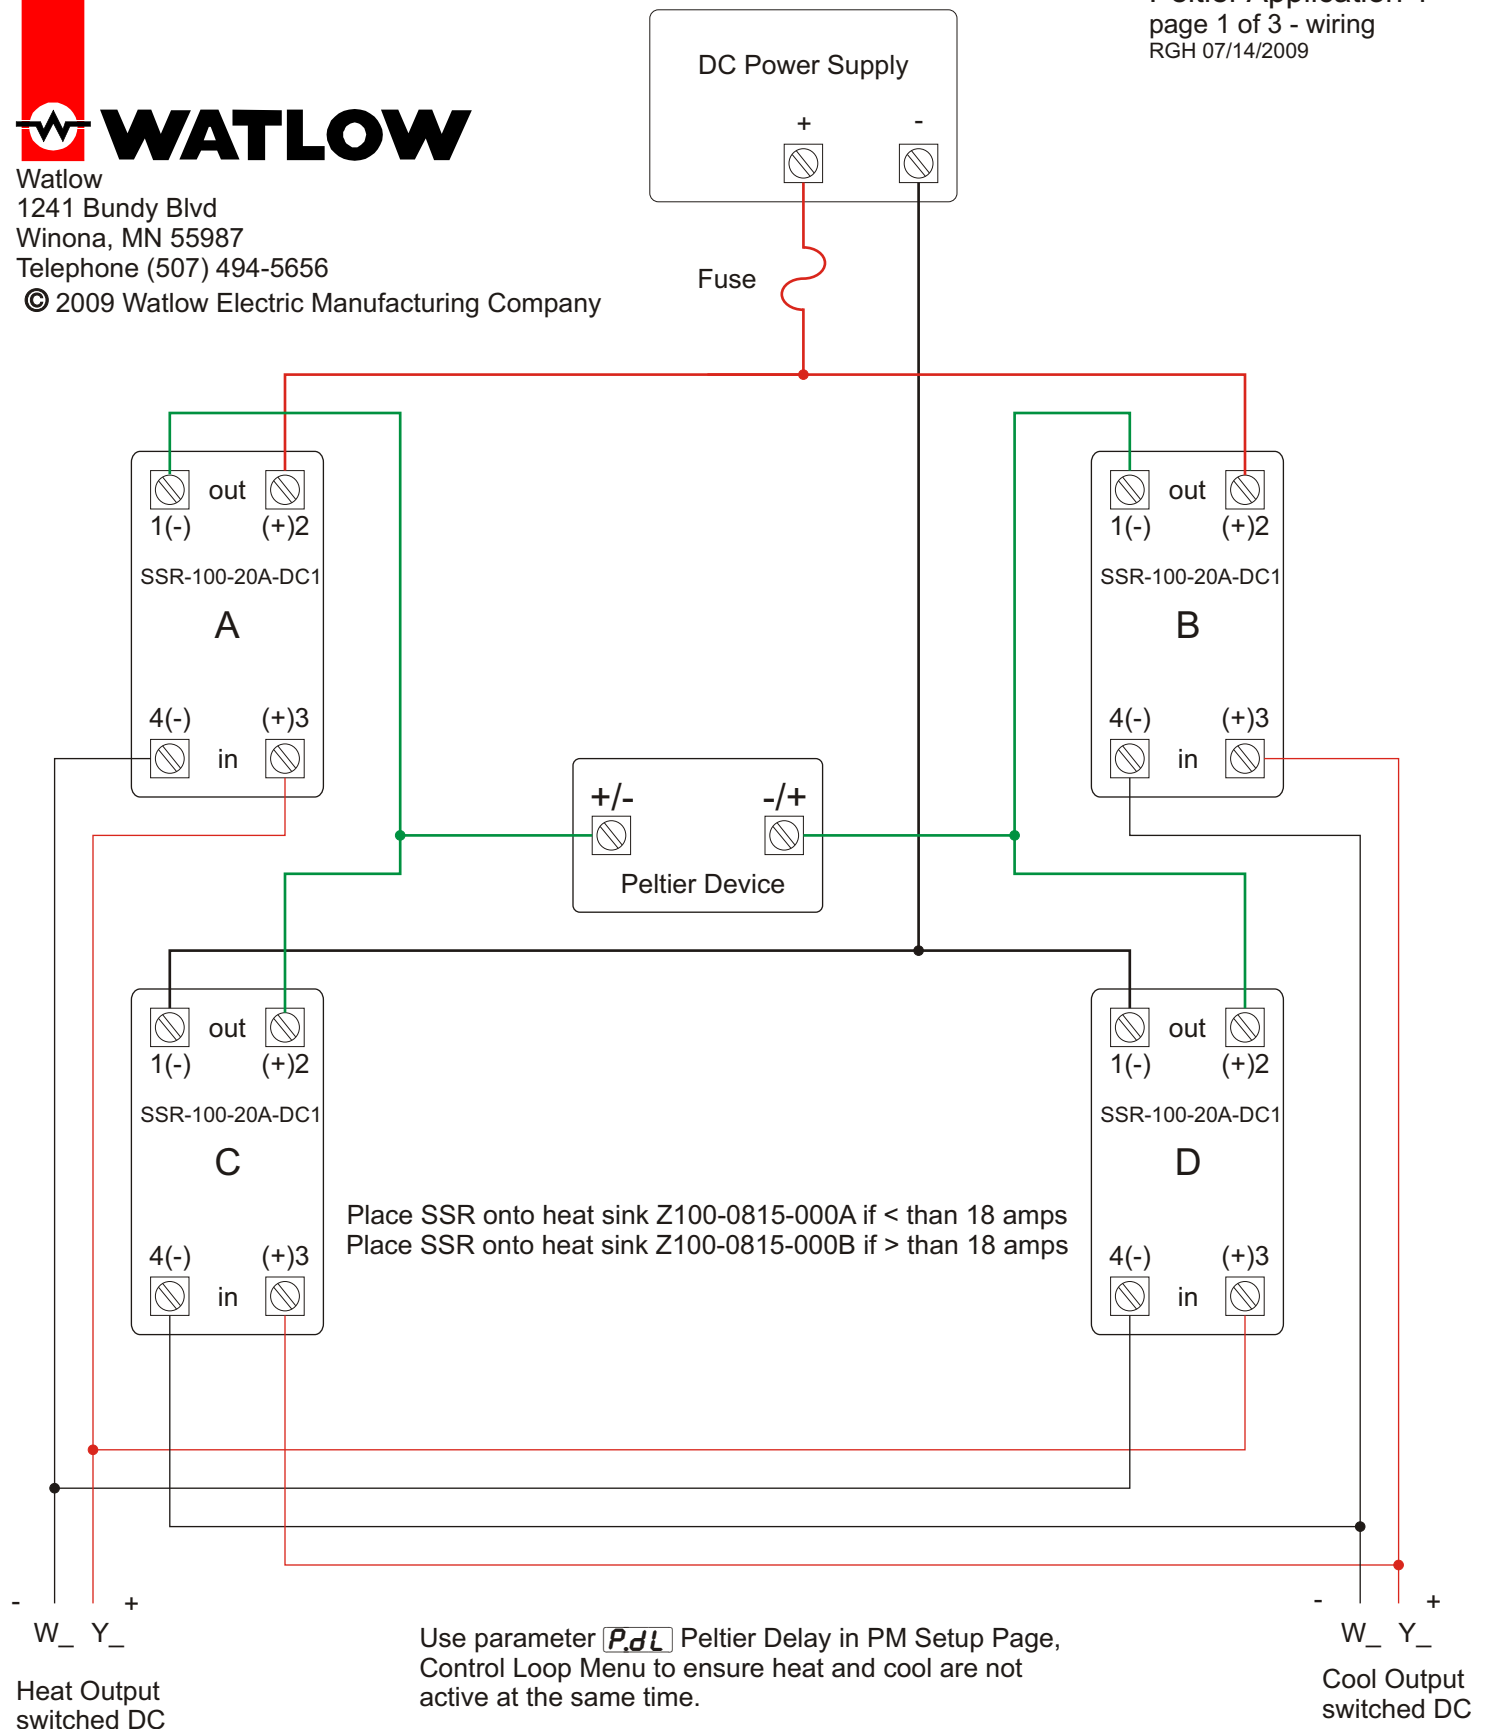 page 1 of 3 - wiring
RGH 07/14/2009
WATLOW
Watlow
1241 Bundy Blvd
Winona, MN 55987
Telephone (507) 494-5656
© 2009 Watlow Electric Manufacturing Company
DC Power Supply
+ -
Fuse
out
1(-) (+)2
SSR-100-20A-DC1
A
4(-) (+)3
in
out
1(-) (+)2
SSR-100-20A-DC1
B
4(-) (+)3
in
+/- -/+
Peltier Device
out
1(-) (+)2
SSR-100-20A-DC1
C
4(-) (+)3
in
out
1(-) (+)2
SSR-100-20A-DC1
D
4(-) (+)3
in
Place SSR onto heat sink Z100-0815-000A if < than 18 amps
Place SSR onto heat sink Z100-0815-000B if > than 18 amps
- +
W_ Y_
Heat Output
switched DC
Use parameter P.dL Peltier Delay in PM Setup Page,
Control Loop Menu to ensure heat and cool are not
active at the same time.
- +
W_ Y_
Cool Output
switched DC